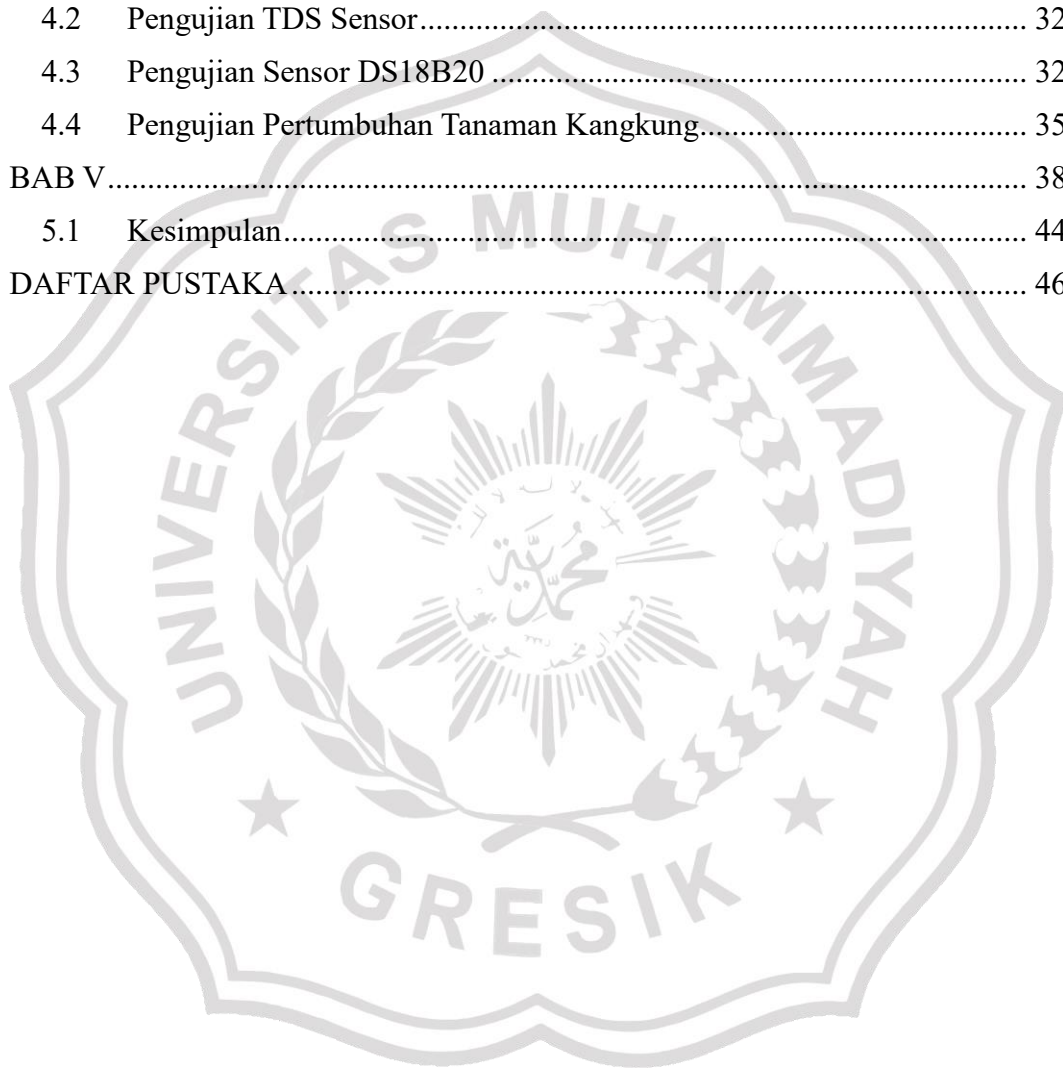 4.2 Pengujian TDS Sensor........................................................................ 32
4.3 Pengujian Sensor DS18B20 ............................................................... 32
4.4 Pengujian Pertumbuhan Tanaman Kangkung...................................... 35
BAB V.................................................................................................... 38
5.1 Kesimpulan....................................................................................... 44
DAFTAR PUSTAKA................................................................................ 46
UNIVERSITAS MUHAMMADIYAH
GRESIK